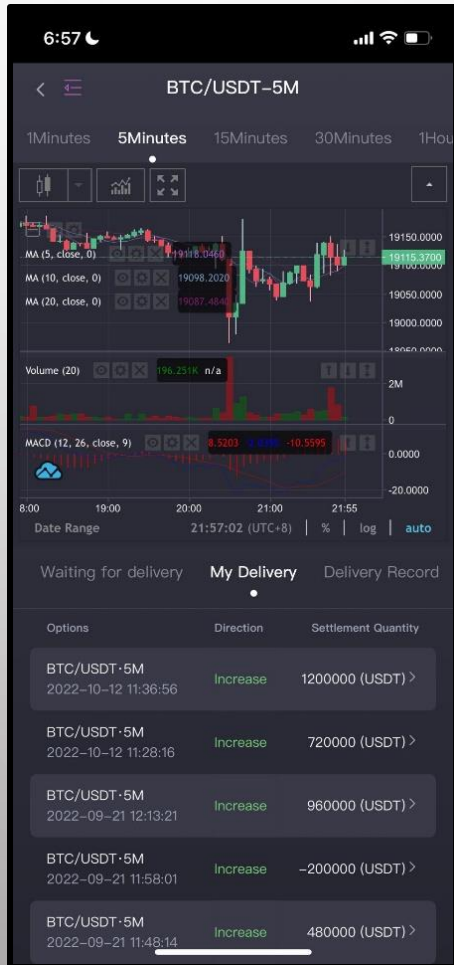 6:57
BTC/USDT-5M
1Minutes 5Minutes 15Minutes 30Minutes 1Hou
MA (5, close, 0) 19118.0460
MA (10, close, 0) 19098.2020
MA (20, close, 0) 19087.4840
19150.0000
19115.3700
19100.0000
19050.0000
19000.0000
18950.0000
Volume (20) 196.251K n/a
2M
0
MACD (12, 26, close, 9) 8.5203 -10.5595
0.0000
-20.0000
8:00 19:00 20:00 21:00 21:55
Date Range 21:57:02 (UTC+8) % log auto
Waiting for delivery My Delivery Delivery Record
Options Direction Settlement Quantity
BTC/USDT·5M
2022-10-12 11:36:56 Increase 1200000 (USDT)
BTC/USDT·5M
2022-10-12 11:28:16 Increase 720000 (USDT)
BTC/USDT·5M
2022-09-21 12:13:21 Increase 960000 (USDT)
BTC/USDT·5M
2022-09-21 11:58:01 Increase -200000 (USDT)
BTC/USDT·5M
2022-09-21 11:48:14 Increase 480000 (USDT)